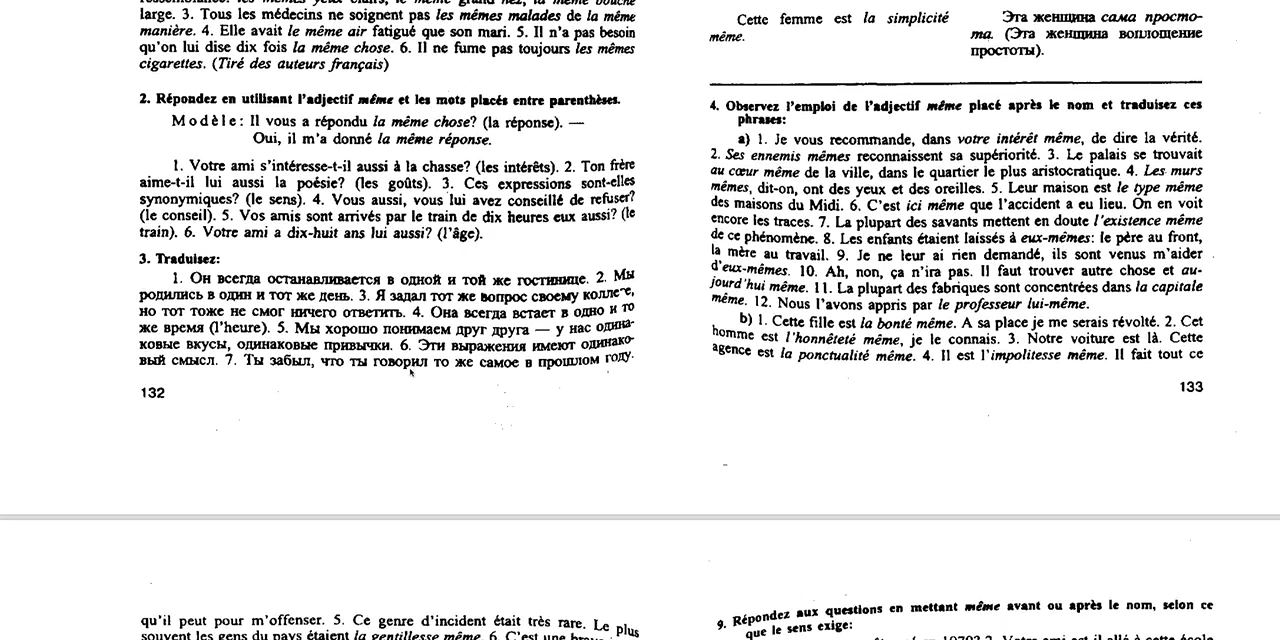 large. 3. Tous les médecins ne soignent pas les mêmes malades de la même
manière. 4. Elle avait le même air fatigué que son mari. 5. Il n'a pas besoin
qu'on lui dise dix fois la même chose. 6. Il ne fume pas toujours les mêmes
cigarettes. (Tiré des auteurs français)
2. Répondez en utilisant l'adjectif même et les mots placés entre parenthèses.
Modèle: Il vous a répondu la même chose? (la réponse). —
Oui, il m'a donné la même réponse.
1. Votre ami s'intéresse-t-il aussi à la chasse? (les intérêts). 2. Ton frère
aime-t-il lui aussi la poésie? (les goûts). 3. Ces expressions sont-elles
synonymiques? (le sens). 4. Vous aussi, vous lui avez conseillé de refuser?
(le conseil). 5. Vos amis sont arrivés par le train de dix heures eux aussi? (le
train). 6. Votre ami a dix-huit ans lui aussi? (l'âge).
3. Traduisez:
1. Он всегда останавливается в одной и той же гостинице. 2. Мы
родились в один и тот же день. 3. Я задал тот же вопрос своему коллеге,
но тот тоже не смог ничего ответить. 4. Она всегда встает в одно и то
же время (l'heure). 5. Мы хорошо понимаем друг друга — у нас одина-
ковые вкусы, одинаковые привычки. 6. Эти выражения имеют одинако-
вый смысл. 7. Ты забыл, что ты говорил то же самое в прошлом году.
132
Cette femme est la simplicité
même.
Эта женщина сама просто-
та. (Эта женщина воплощение
простоты).
4. Observez l'emploi de l'adjectif même placé après le nom et traduisez ces
phrases:
a) 1. Je vous recommande, dans votre intérêt même, de dire la vérité.
2. Ses ennemis mêmes reconnaissent sa supériorité. 3. Le palais se trouvait
au cœur même de la ville, dans le quartier le plus aristocratique. 4. Les murs
mêmes, dit-on, ont des yeux et des oreilles. 5. Leur maison est le type même
des maisons du Midi. 6. C'est ici même que l'accident a eu lieu. On en voit
encore les traces. 7. La plupart des savants mettent en doute l'existence même
de ce phénomène. 8. Les enfants étaient laissés à eux-mêmes: le père au front,
la mère au travail. 9. Je ne leur ai rien demandé, ils sont venus m'aider
d'eux-mêmes. 10. Ah, non, ça n'ira pas. Il faut trouver autre chose et au-
jourd'hui même. 11. La plupart des fabriques sont concentrées dans la capitale
même. 12. Nous l'avons appris par le professeur lui-même.
b) 1. Cette fille est la bonté même. A sa place je me serais révolté. 2. Cet
homme est l'honnêteté même, je le connais. 3. Notre voiture est là. Cette
agence est la ponctualité même. 4. Il est l'impolitesse même. Il fait tout ce
133
qu'il peut pour m'offenser. 5. Ce genre d'incident était très rare. Le plus
souvent les gens du pays étaient la gentillesse même. 6. C'est une
9. Répondez aux questions en mettant même avant ou après le nom, selon ce
que le sens exige: